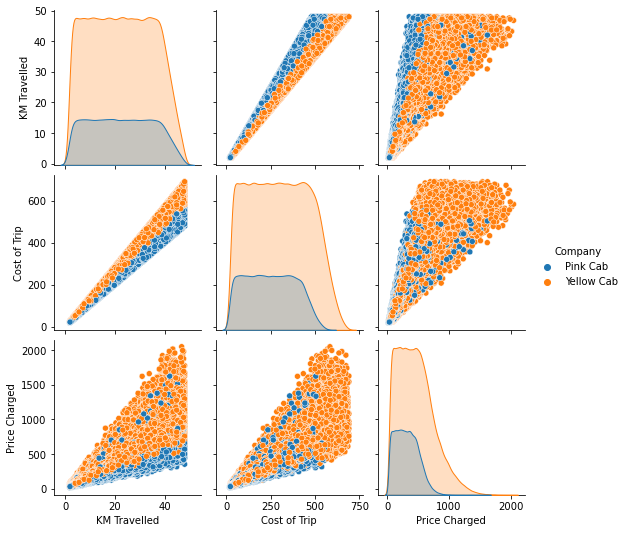 50
40
30
20
10
0
KM Travelled
600
400
200
0
Cost of Trip
Company
Pink Cab
Yellow Cab
2000
1500
1000
500
0
Price Charged
0 20 40
0 250 500 750
0 1000 2000
KM Travelled
Cost of Trip
Price Charged